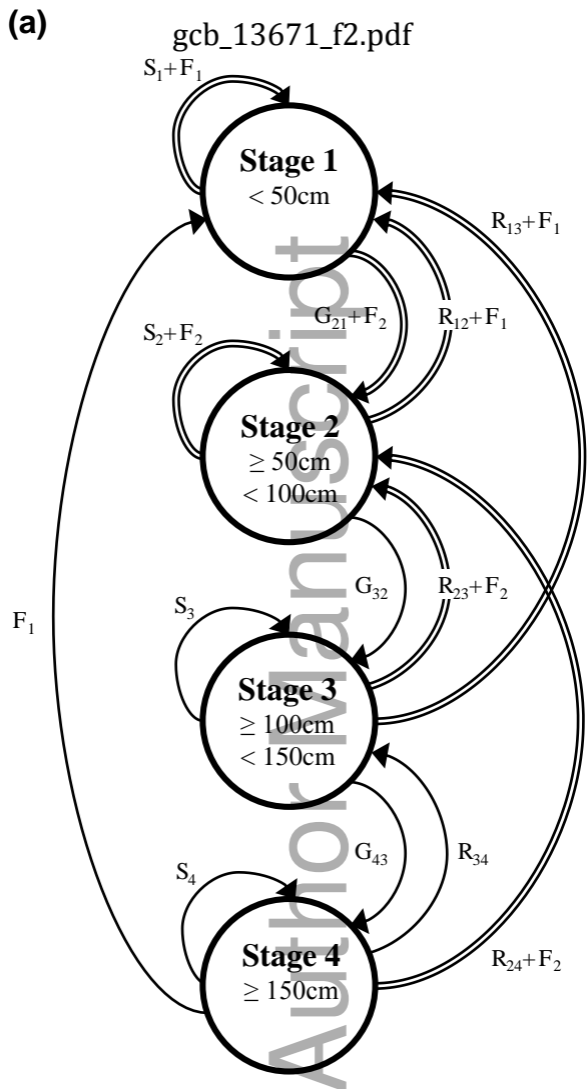 (a)
gcb_13671_f2.pdf
S₁+F₁
Stage 1
< 50cm
R₁₃+F₁
G₂₁+F₂
R₁₂+F₁
S₂+F₂
Stage 2
≥ 50cm
< 100cm
G₃₂
R₂₃+F₂
F₁
S₃
Stage 3
≥ 100cm
< 150cm
G₄₃
R₃₄
S₄
Stage 4
≥ 150cm
R₂₄+F₂
Author Manuscript